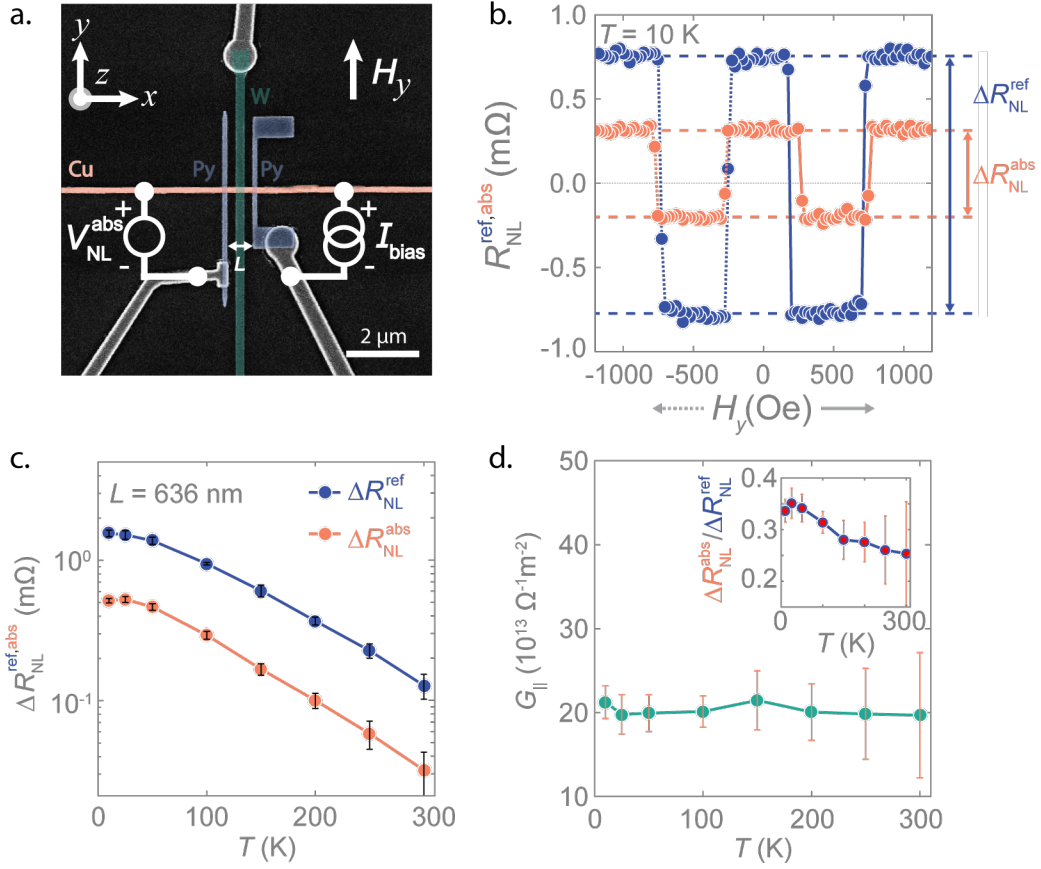 a.
y
z
x
H_y
W
Cu
Py
Py
V_NL^abs
+
-
L
+
-
I_bias
2 μm
b.
T = 10 K
1.0
0.5
0.0
-0.5
-1.0
R_NL^ref,abs (mΩ)
ΔR_NL^ref
ΔR_NL^abs
-1000 -500 0 500 1000
H_y(Oe)
c.
L = 636 nm
ΔR_NL^ref
ΔR_NL^abs
10^0
10^-1
ΔR_NL^ref,abs (mΩ)
0 100 200 300
T (K)
d.
50
40
30
20
10
G_|| (10^13 Ω^-1m^-2)
0.4
0.3
0.2
ΔR_NL^abs/ΔR_NL^ref
0 300
T (K)
0 50 100 150 200 250 300
T (K)